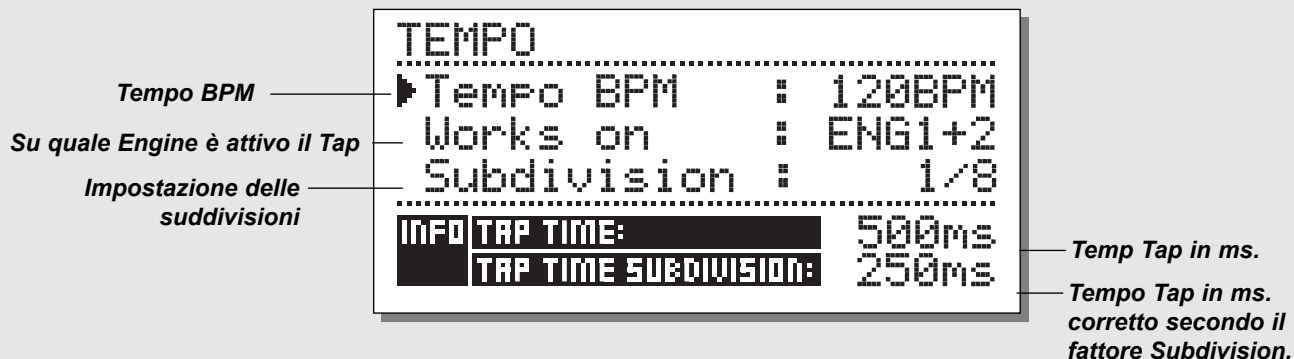 TEMPO
Tempo BPM
Tempo BPM : 120BPM
Su quale Engine è attivo il Tap
Works on : ENG1+2
Impostazione delle
suddivisioni
Subdivision : 1/8
INFO TAP TIME: 500ms
TAP TIME SUBDIVISION: 250ms
Temp Tap in ms.
Tempo Tap in ms.
corretto secondo il
fattore Subdivision.